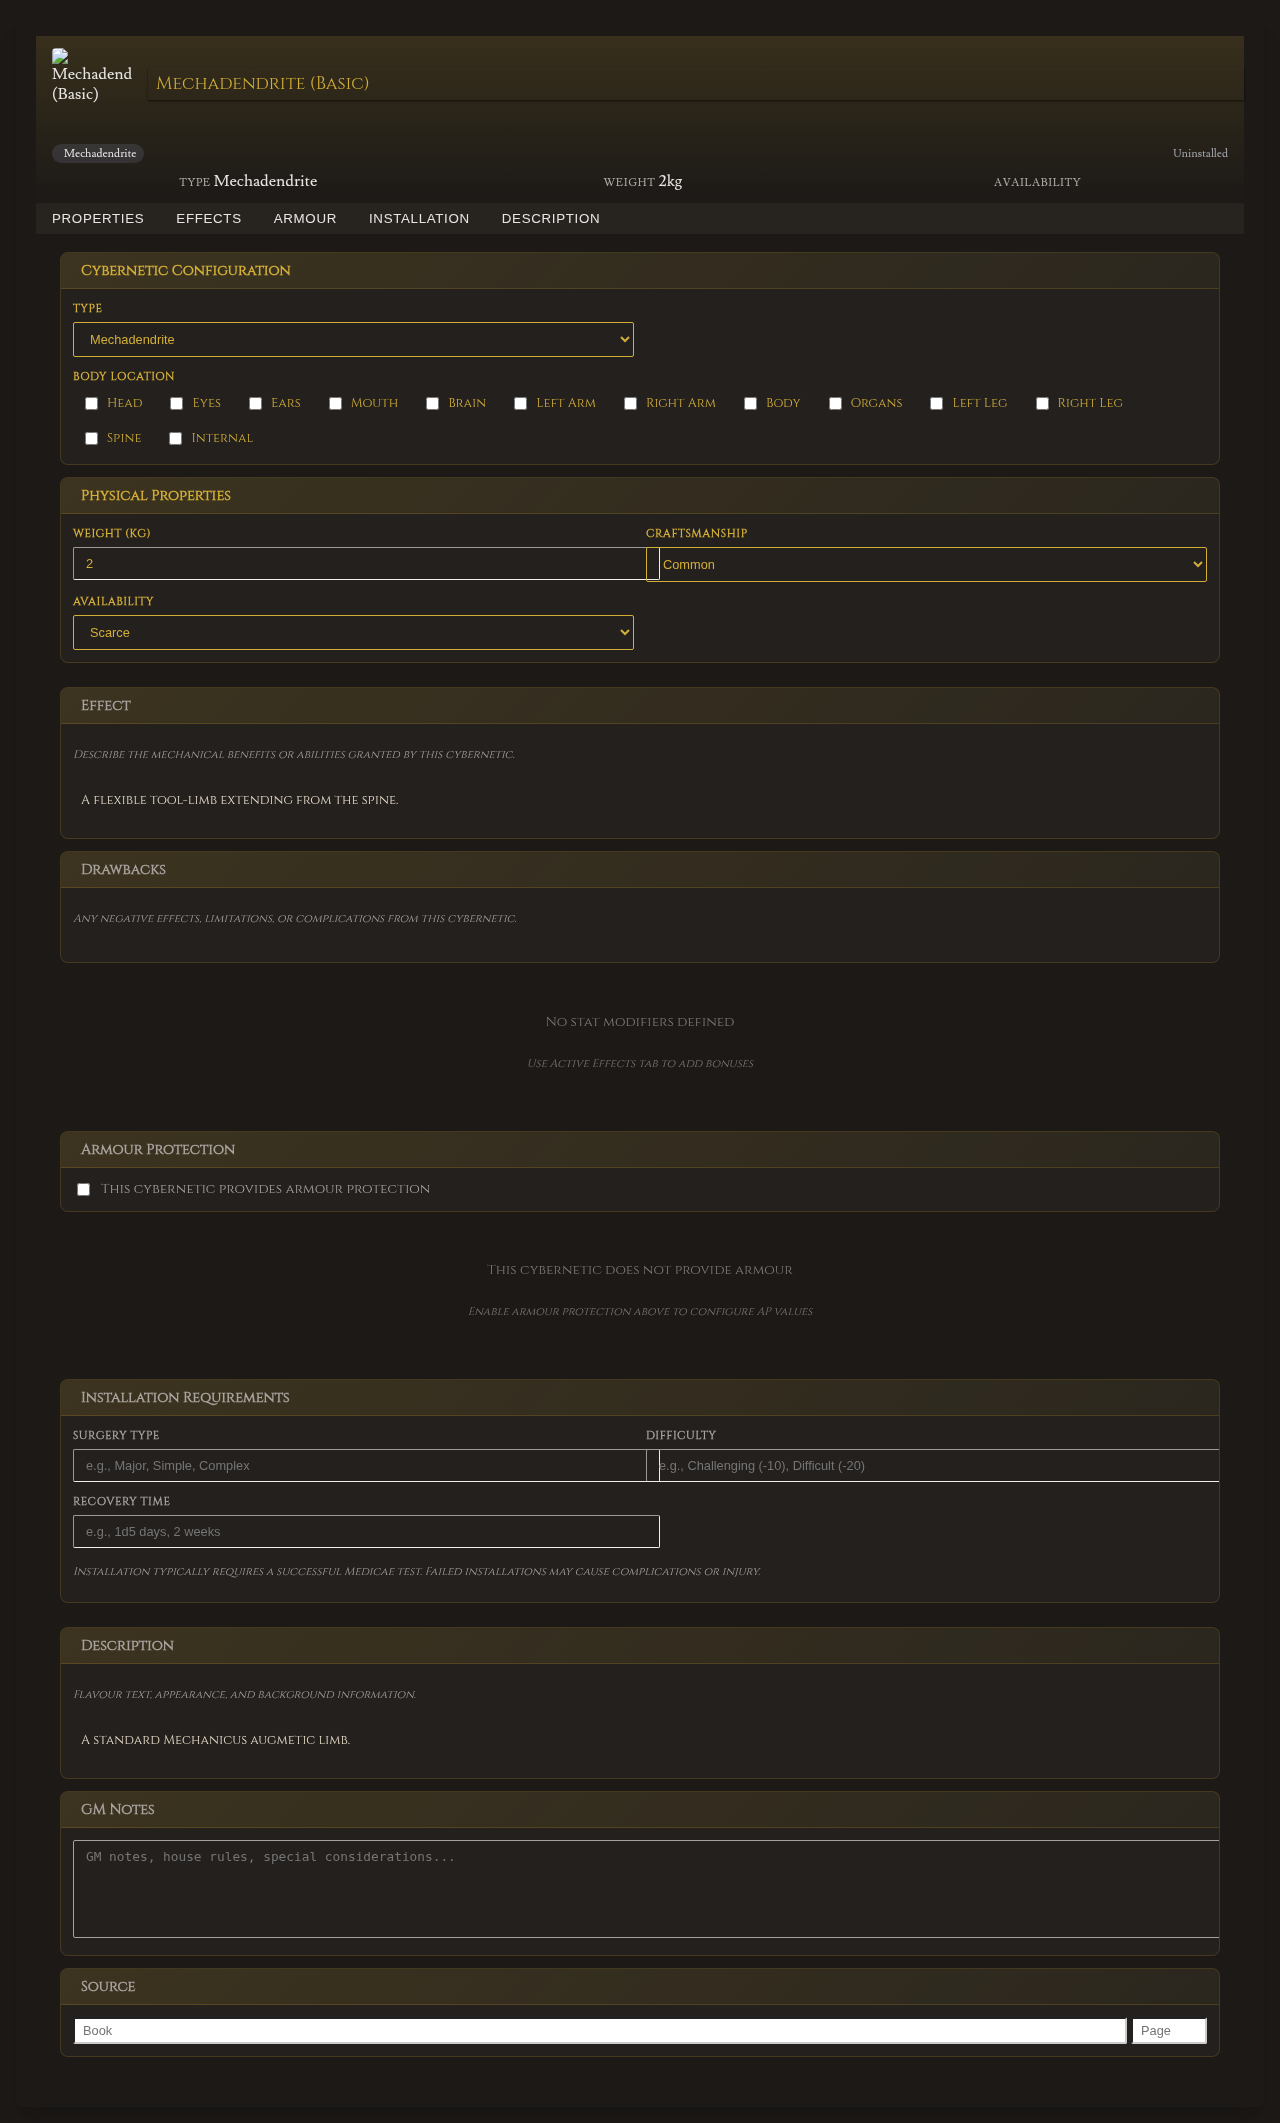 Mechadend
(Basic)
Mechadendrite (Basic)
Mechadendrite
Uninstalled
TYPE Mechadendrite
WEIGHT 2kg
AVAILABILITY
PROPERTIES EFFECTS ARMOUR INSTALLATION DESCRIPTION
Cybernetic Configuration
TYPE
Mechadendrite
BODY LOCATION
Head Eyes Ears Mouth Brain Left Arm Right Arm Body Organs Left Leg Right Leg
Spine Internal
Physical Properties
WEIGHT (KG) CRAFTSMANSHIP
2 Common
AVAILABILITY
Scarce
Effect
Describe the mechanical benefits or abilities granted by this cybernetic.
A flexible tool-limb extending from the spine.
Drawbacks
Any negative effects, limitations, or complications from this cybernetic.
No stat modifiers defined
Use Active Effects tab to add bonuses
Armour Protection
This cybernetic provides armour protection
This cybernetic does not provide armour
Enable armour protection above to configure AP values
Installation Requirements
SURGERY TYPE DIFFICULTY
e.g., Major, Simple, Complex e.g., Challenging (-10), Difficult (-20)
RECOVERY TIME
e.g., 1d5 days, 2 weeks
Installation typically requires a successful Medicae test. Failed installations may cause complications or injury.
Description
Flavour text, appearance, and background information.
A standard Mechanicus augmetic limb.
GM Notes
GM notes, house rules, special considerations...
Source
Book Page